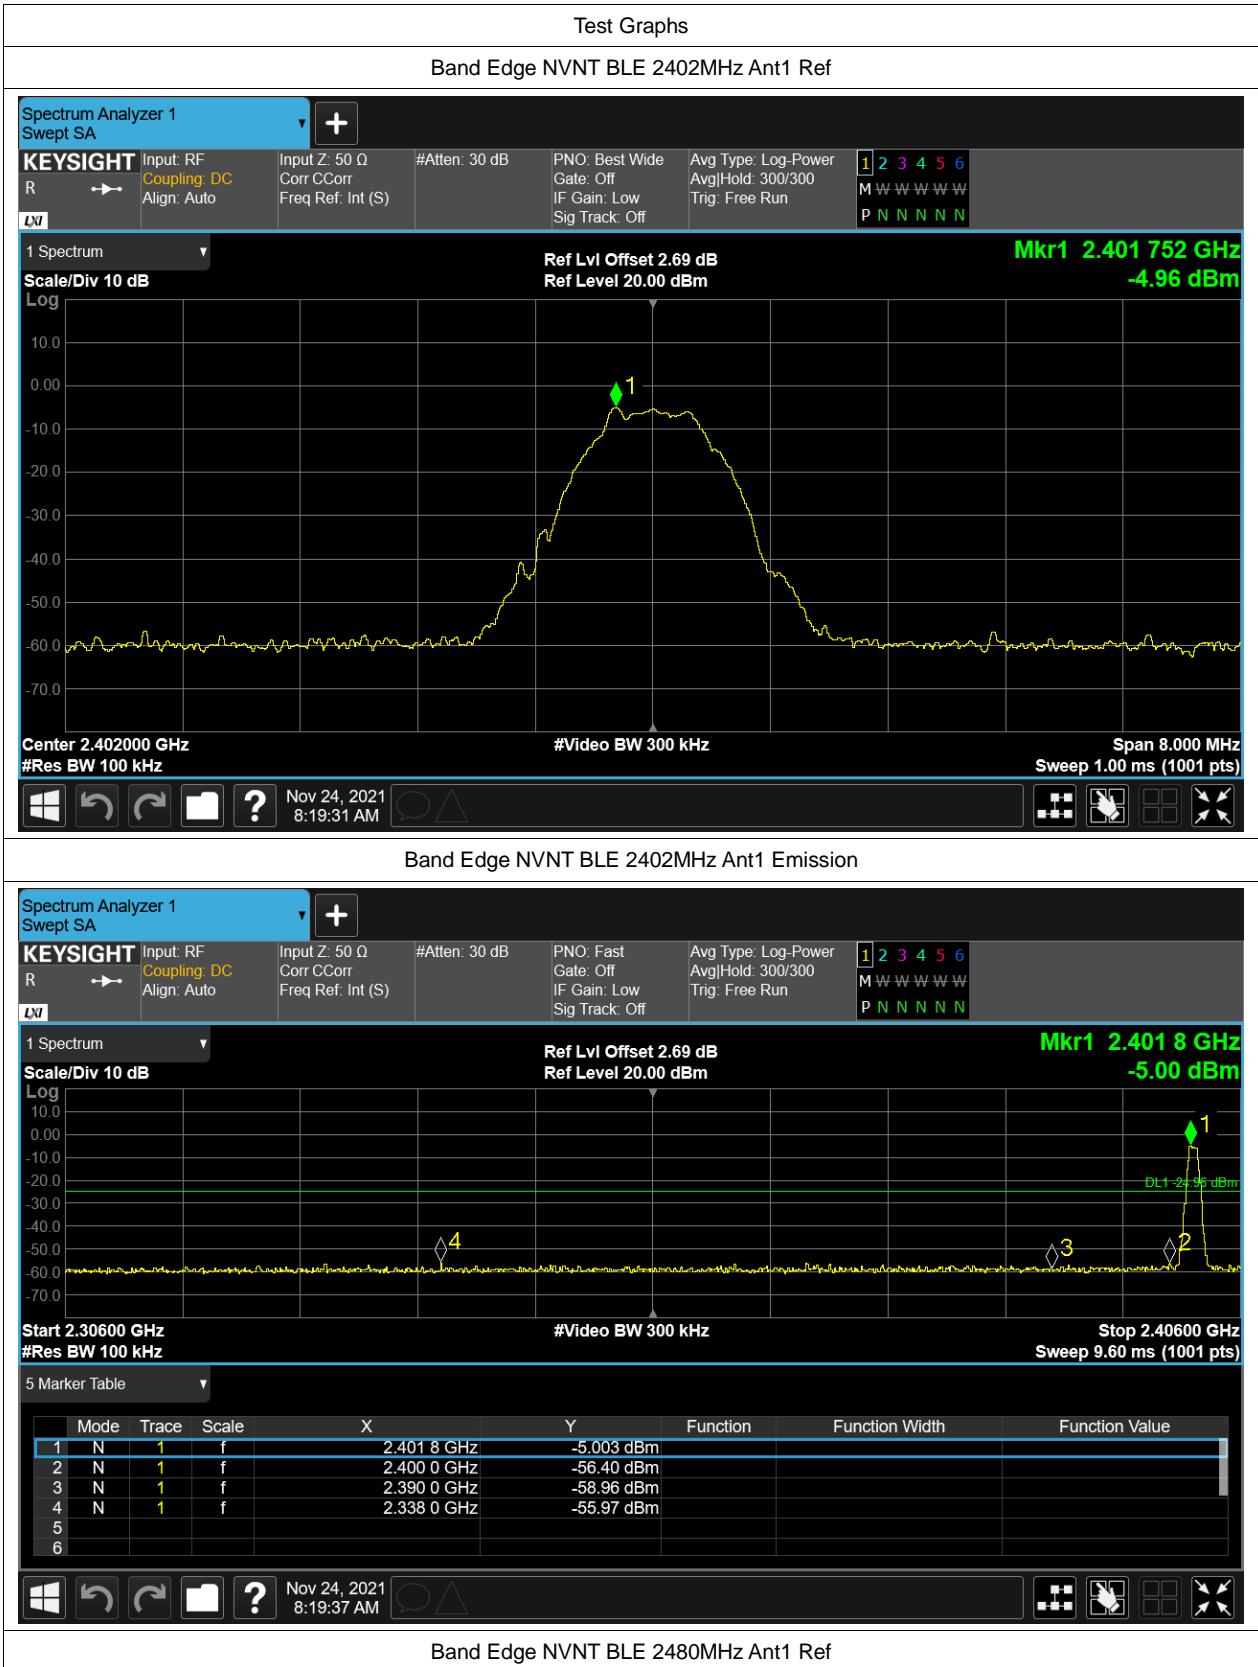 Test Graphs
Band Edge NVNT BLE 2402MHz Ant1 Ref
Spectrum Analyzer 1
Swept SA
KEYSIGHT Input: RF Input Z: 50 Ω #Atten: 30 dB PNO: Best Wide Avg Type: Log-Power 1 2 3 4 5 6
R Coupling: DC Corr CCorr Gate: Off Avg|Hold: 300/300 M W W W W W
Align: Auto Freq Ref: Int (S) IF Gain: Low Trig: Free Run
LXI Sig Track: Off P N N N N N
1 Spectrum Ref Lvl Offset 2.69 dB Mkr1 2.401 752 GHz
Scale/Div 10 dB Ref Level 20.00 dBm -4.96 dBm
Log
10.0
0.00
1
-10.0
-20.0
-30.0
-40.0
-50.0
-60.0
-70.0
Center 2.402000 GHz #Video BW 300 kHz Span 8.000 MHz
#Res BW 100 kHz Sweep 1.00 ms (1001 pts)
? Nov 24, 2021
8:19:31 AM
Band Edge NVNT BLE 2402MHz Ant1 Emission
Spectrum Analyzer 1
Swept SA
KEYSIGHT Input: RF Input Z: 50 Ω #Atten: 30 dB PNO: Fast Avg Type: Log-Power 1 2 3 4 5 6
R Coupling: DC Corr CCorr Gate: Off Avg|Hold: 300/300 M W W W W W
Align: Auto Freq Ref: Int (S) IF Gain: Low Trig: Free Run
LXI Sig Track: Off P N N N N N
1 Spectrum Ref Lvl Offset 2.69 dB Mkr1 2.401 8 GHz
Scale/Div 10 dB Ref Level 20.00 dBm -5.00 dBm
Log
10.0
1
0.00
-10.0
-20.0
DL1 -24.96 dBm
-30.0
-40.0
-50.0
4 3 2
-60.0
-70.0
Start 2.30600 GHz #Video BW 300 kHz Stop 2.40600 GHz
#Res BW 100 kHz Sweep 9.60 ms (1001 pts)
5 Marker Table
Mode Trace Scale X Y Function Function Width Function Value
1 N 1 f 2.401 8 GHz -5.003 dBm
2 N 1 f 2.400 0 GHz -56.40 dBm
3 N 1 f 2.390 0 GHz -58.96 dBm
4 N 1 f 2.338 0 GHz -55.97 dBm
5
6
? Nov 24, 2021
8:19:37 AM
Band Edge NVNT BLE 2480MHz Ant1 Ref